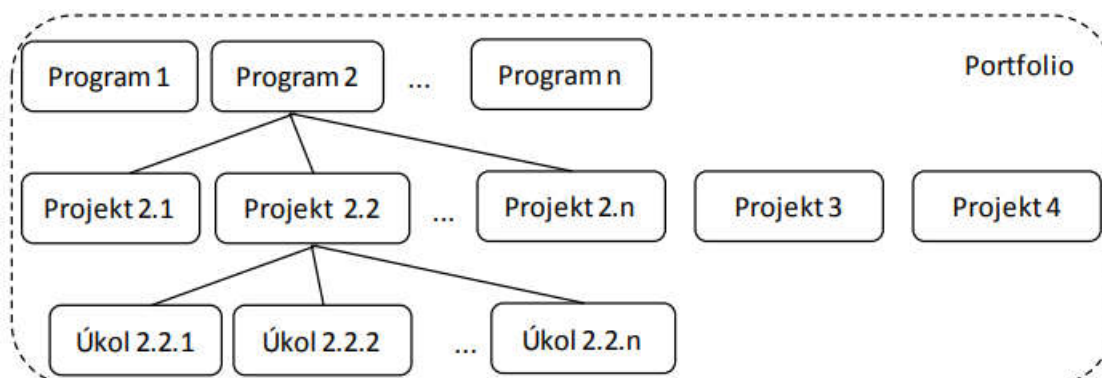 Program 1 Program 2 ... Program n Portfolio
Projekt 2.1 Projekt 2.2 ... Projekt 2.n Projekt 3 Projekt 4
Úkol 2.2.1 Úkol 2.2.2 ... Úkol 2.2.n